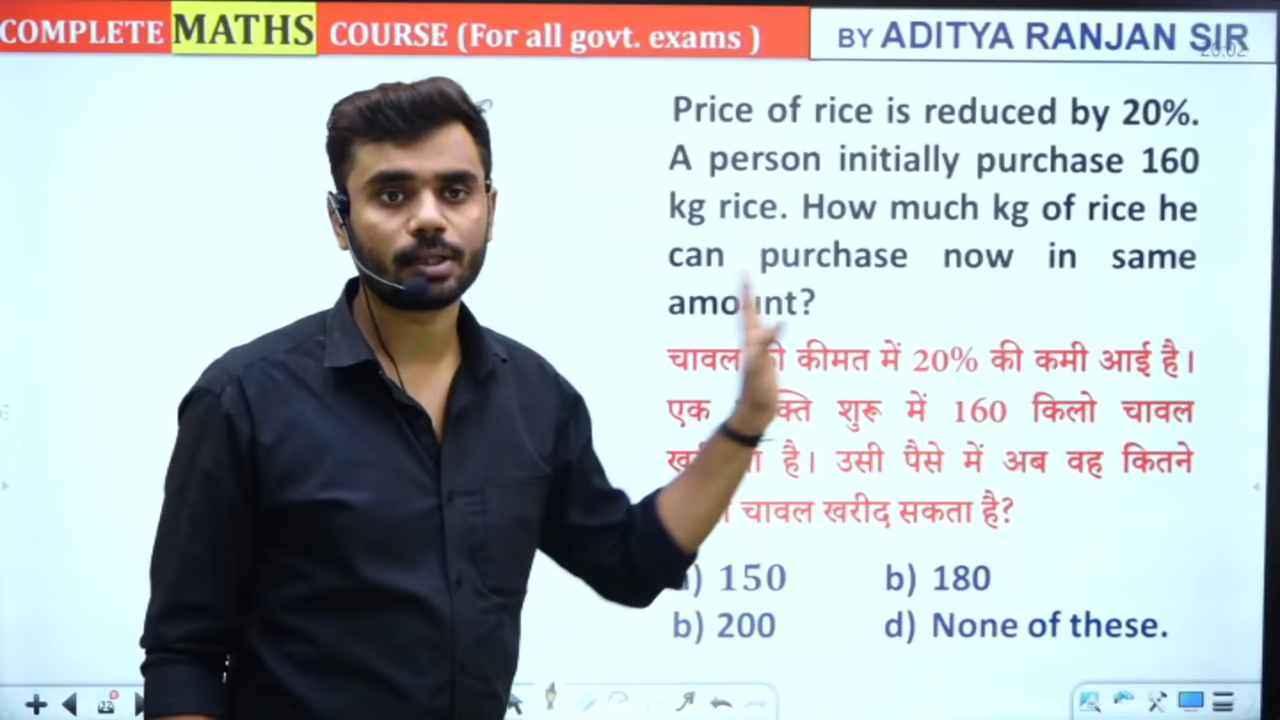 COMPLETE MATHS COURSE (For all govt. exams )
BY ADITYA RANJAN SIR
20:02
Price of rice is reduced by 20%.
A person initially purchase 160
kg rice. How much kg of rice he
can purchase now in same
amount?
चावल की कीमत में 20% की कमी आई है।
एक शुरू में 160 किलो चावल
है। उसी पैसे में अब वह कितने
चावल खरीद सकता है?
a) 150 b) 180
b) 200 d) None of these.